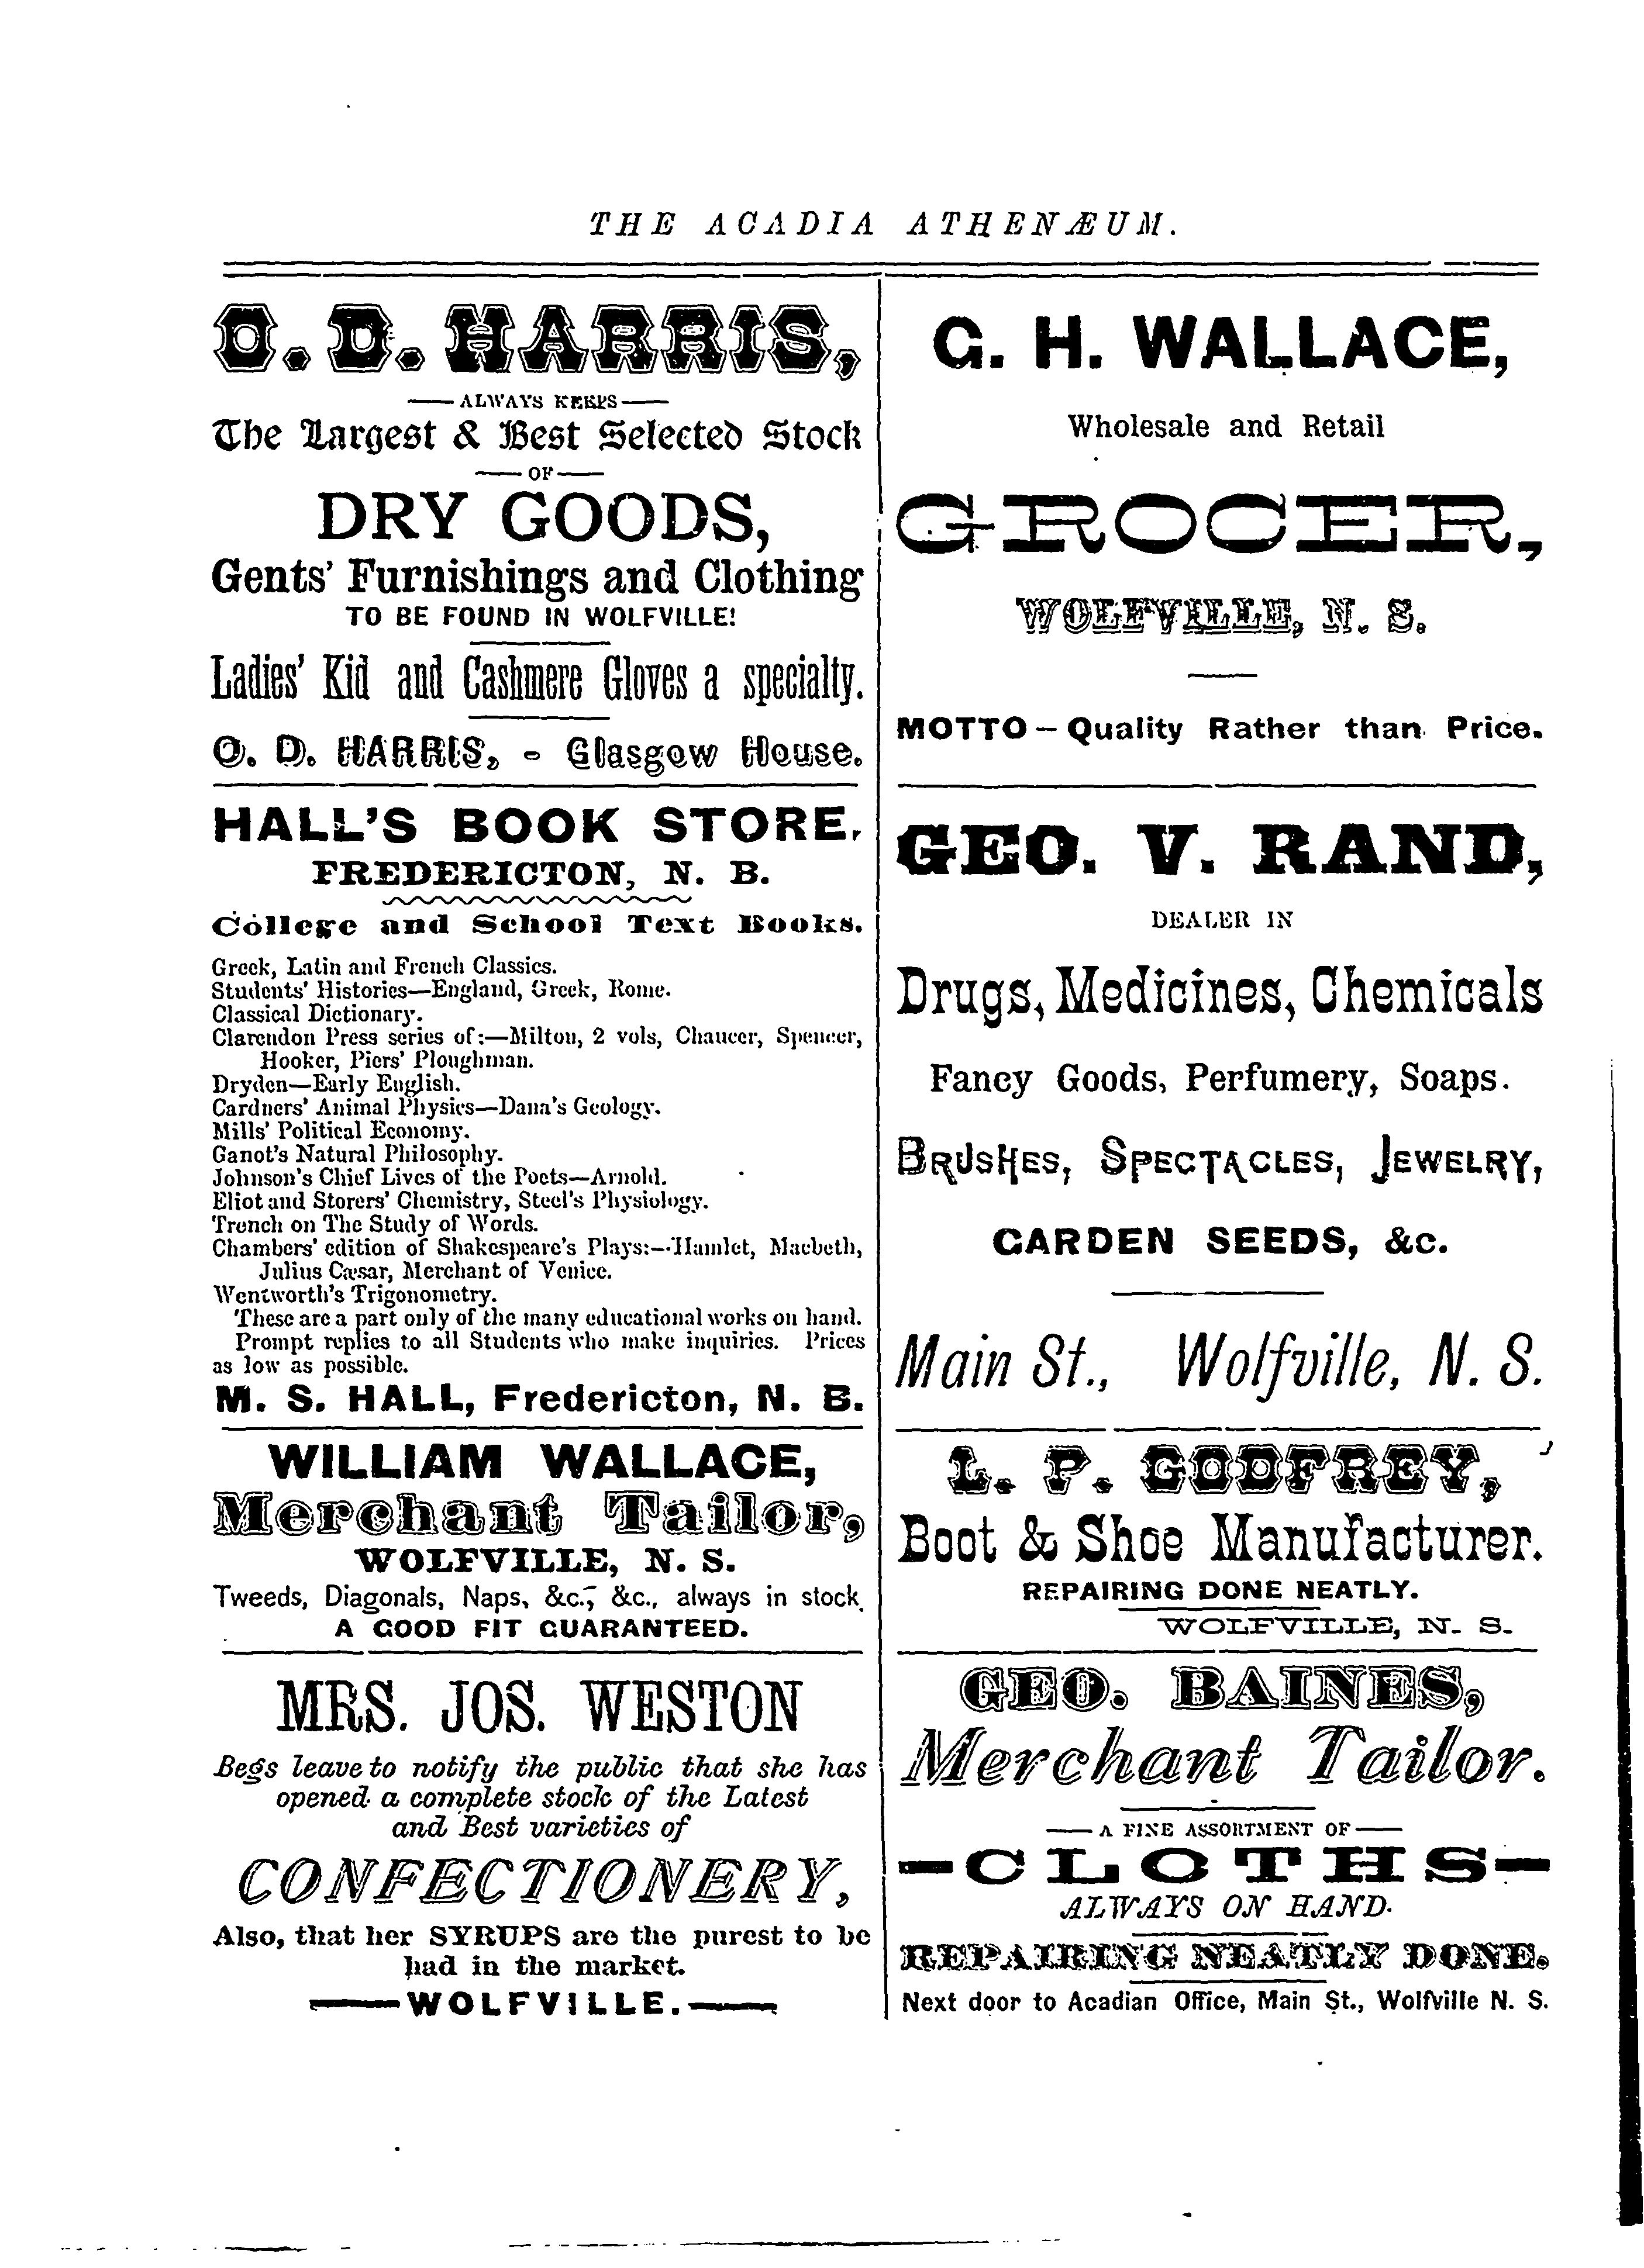 THE ACADIA ATHENÆUM.
O. D. HARRIS,
ALWAYS KEEPS
The Largest & Best Selected Stock
OF
DRY GOODS,
Gents' Furnishings and Clothing
TO BE FOUND IN WOLFVILLE!
Ladies' Kid and Cashmere Gloves a specialty.
O. D. HARRIS, - Glasgow House.
HALL'S BOOK STORE,
FREDERICTON, N. B.
College and School Text Books.
Greek, Latin and French Classics.
Students' Histories—England, Greek, Rome.
Classical Dictionary.
Clarendon Press series of:—Milton, 2 vols, Chaucer, Spencer,
Hooker, Piers' Ploughman.
Dryden—Early English.
Cardners' Animal Physics—Dana's Geology.
Mills' Political Economy.
Ganot's Natural Philosophy.
Johnson's Chief Lives of the Poets—Arnold.
Eliot and Storers' Chemistry, Steel's Physiology.
Trench on The Study of Words.
Chambers' edition of Shakespeare's Plays:—Hamlet, Macbeth,
Julius Cæsar, Merchant of Venice.
Wentworth's Trigonometry.
These are a part only of the many educational works on hand.
Prompt replies to all Students who make inquiries. Prices
as low as possible.
M. S. HALL, Fredericton, N. B.
WILLIAM WALLACE,
Merchant Tailor,
WOLFVILLE, N. S.
Tweeds, Diagonals, Naps, &c., &c., always in stock.
A GOOD FIT GUARANTEED.
MRS. JOS. WESTON
Begs leave to notify the public that she has
opened a complete stock of the Latest
and Best varieties of
CONFECTIONERY,
Also, that her SYRUPS are the purest to be
had in the market.
WOLFVILLE.
G. H. WALLACE,
Wholesale and Retail
GROCER,
WOLFVILLE, N. S.
MOTTO – Quality Rather than Price.
GEO. V. RAND,
DEALER IN
Drugs, Medicines, Chemicals
Fancy Goods, Perfumery, Soaps.
BRUSHES, SPECTACLES, JEWELRY,
GARDEN SEEDS, &c.
Main St., Wolfville, N. S.
L. P. GODFREY,
Boot & Shoe Manufacturer.
REPAIRING DONE NEATLY.
WOLFVILLE, N. S.
GEO. BAINES,
Merchant Tailor.
A FINE ASSORTMENT OF
—CLOTHS—
ALWAYS ON HAND.
REPAIRING NEATLY DONE.
Next door to Acadian Office, Main St., Wolfville N. S.